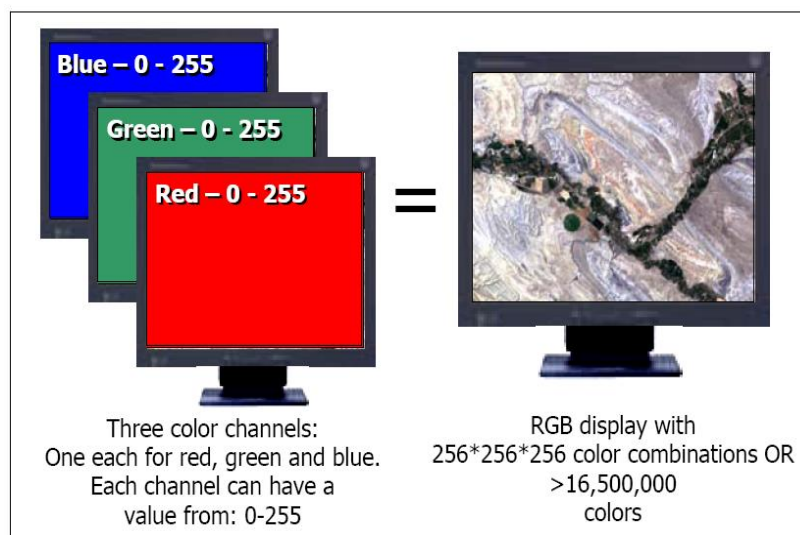 Blue – 0 - 255
Green – 0 - 255
Red – 0 - 255
=
Three color channels:
One each for red, green and blue.
Each channel can have a
value from: 0-255
RGB display with
256*256*256 color combinations OR
>16,500,000
colors